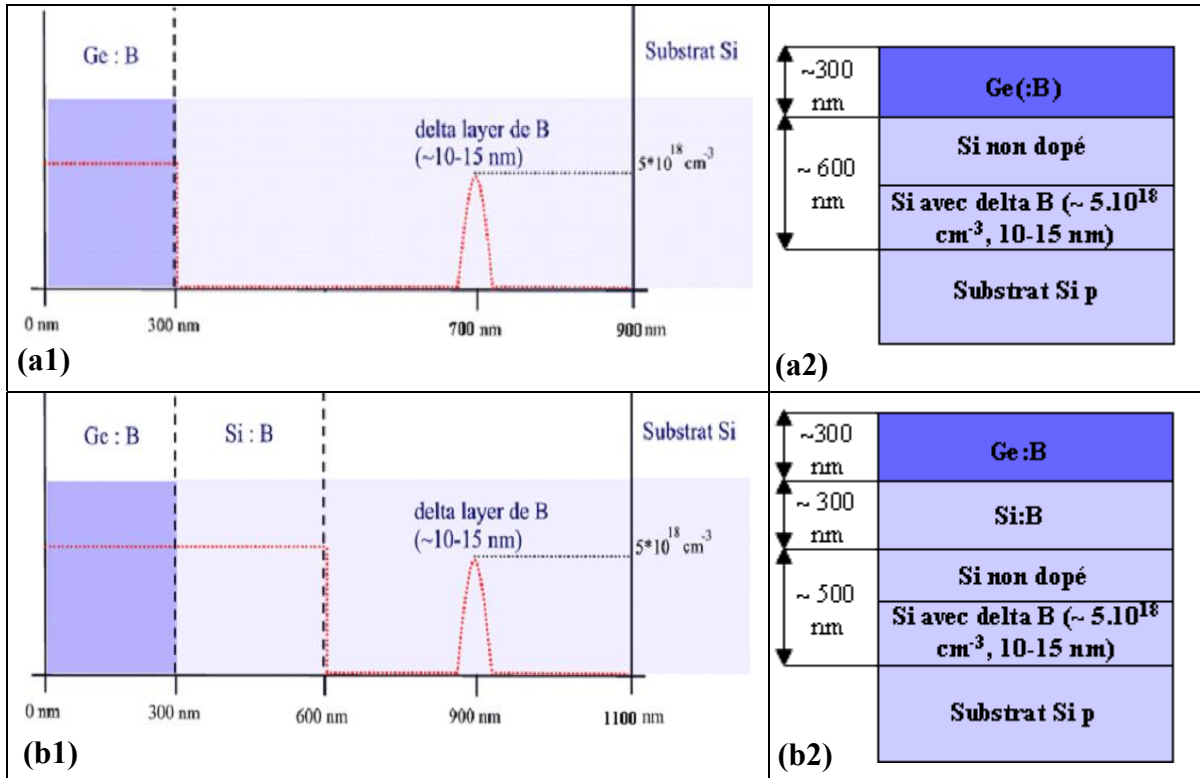 Ge : B
Substrat Si
delta layer de B
(~10-15 nm)
5*10^18 cm^-3
0 nm
300 nm
700 nm
900 nm
(a1)
~300
nm
Ge(:B)
~ 600
nm
Si non dopé
Si avec delta B (~ 5.10^18
cm^-3, 10-15 nm)
Substrat Si p
(a2)
Ge : B
Si : B
Substrat Si
delta layer de B
(~10-15 nm)
5*10^18 cm^-3
0 nm
300 nm
600 nm
900 nm
1100 nm
(b1)
~300
nm
Ge:B
~ 300
nm
Si:B
~ 500
nm
Si non dopé
Si avec delta B (~ 5.10^18
cm^-3, 10-15 nm)
Substrat Si p
(b2)